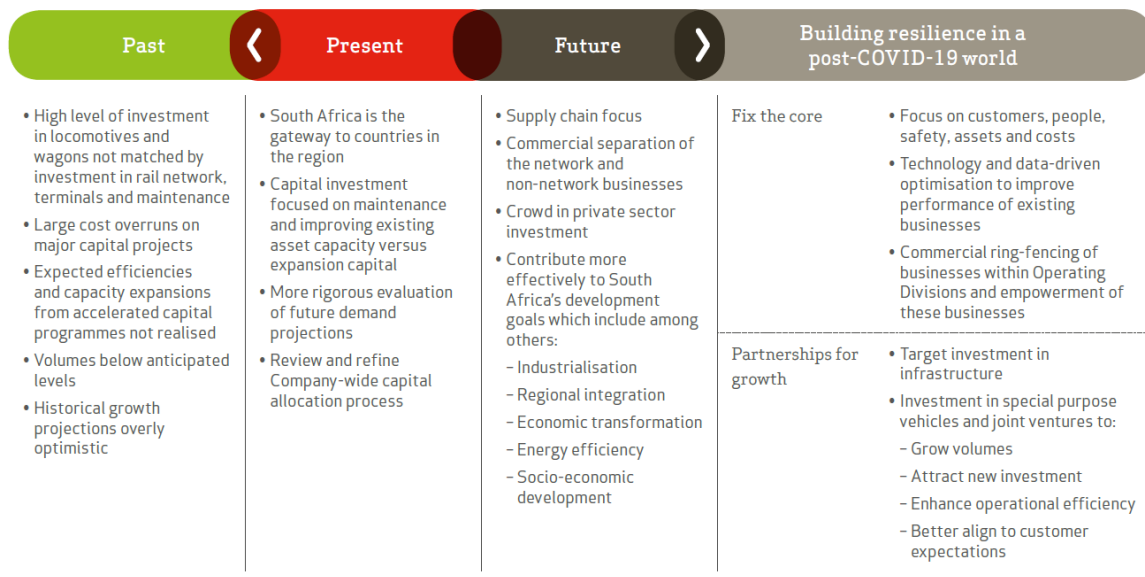 Past
Present
Future
Building resilience in a
post-COVID-19 world
• High level of investment
in locomotives and
wagons not matched by
investment in rail network,
terminals and maintenance
• Large cost overruns on
major capital projects
• Expected efficiencies
and capacity expansions
from accelerated capital
programmes not realised
• Volumes below anticipated
levels
• Historical growth
projections overly
optimistic
• South Africa is the
gateway to countries in
the region
• Capital investment
focused on maintenance
and improving existing
asset capacity versus
expansion capital
• More rigorous evaluation
of future demand
projections
• Review and refine
Company-wide capital
allocation process
• Supply chain focus
• Commercial separation of
the network and
non-network businesses
• Crowd in private sector
investment
• Contribute more
effectively to South
Africa's development
goals which include among
others:
– Industrialisation
– Regional integration
– Economic transformation
– Energy efficiency
– Socio-economic
development
Fix the core
• Focus on customers, people,
safety, assets and costs
• Technology and data-driven
optimisation to improve
performance of existing
businesses
• Commercial ring-fencing of
businesses within Operating
Divisions and empowerment of
these businesses
Partnerships for
growth
• Target investment in
infrastructure
• Investment in special purpose
vehicles and joint ventures to:
– Grow volumes
– Attract new investment
– Enhance operational efficiency
– Better align to customer
expectations